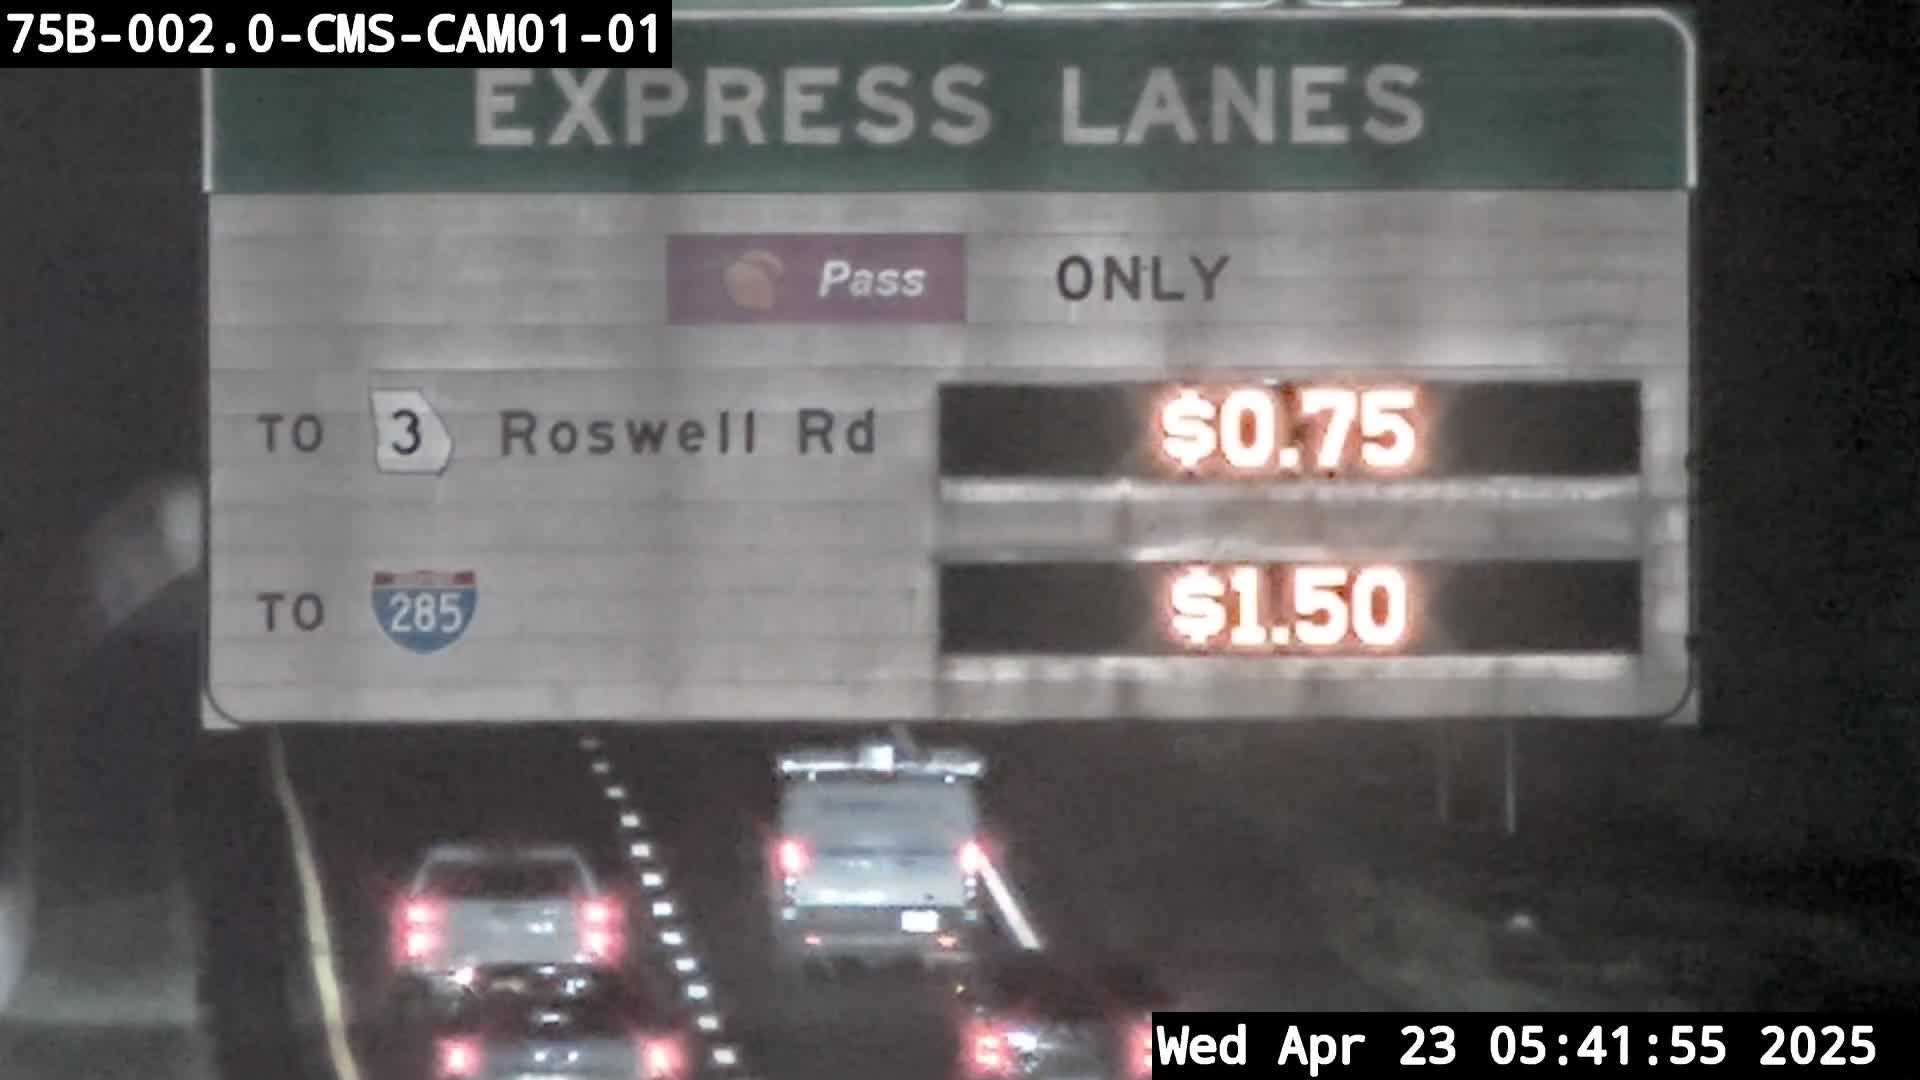 75B-002.0-CMS-CAM01-01
EXPRESS LANES
Pass ONLY
TO 3 Roswell Rd $0.75
TO 285 $1.50
Wed Apr 23 05:41:55 2025